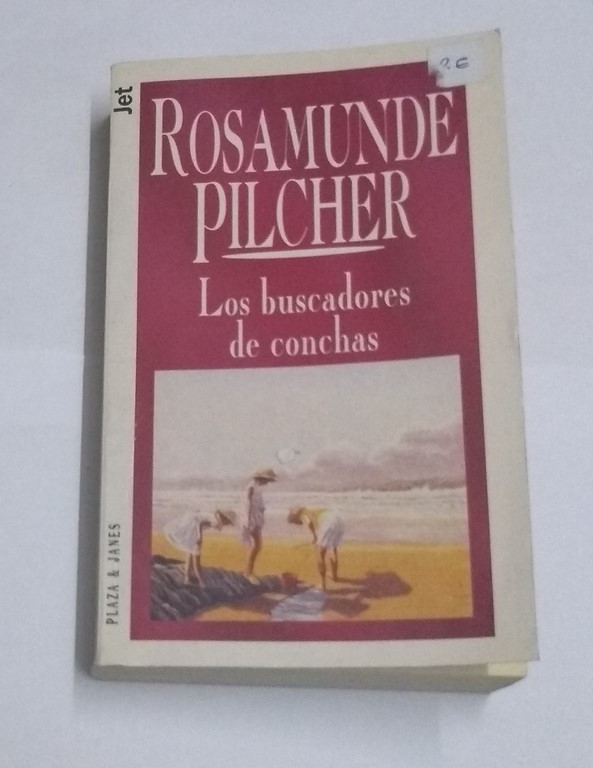 Jet
ROSAMUNDE
PILCHER
Los buscadores
de conchas
PLAZA & JANES